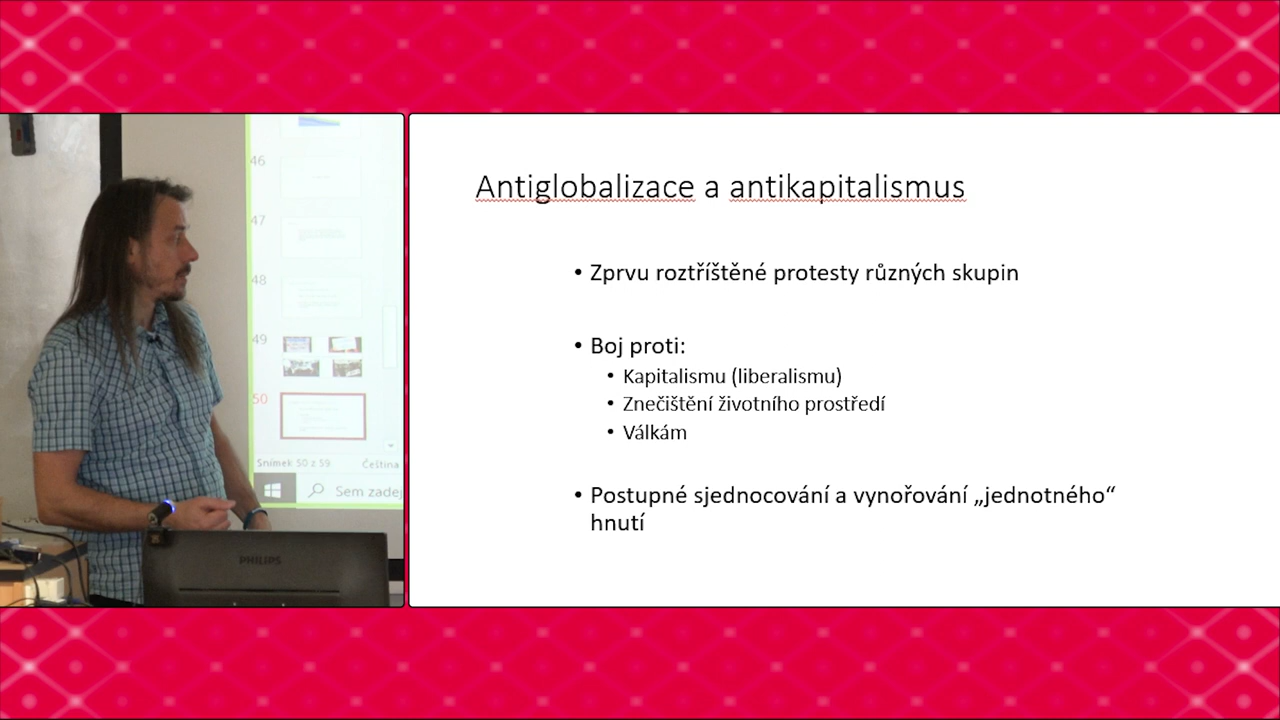 46
47
48
49
50
Snímek 50 z 59 Čeština
Sem zadej
PHILIPS
Antiglobalizace a antikapitalismus
• Zprvu roztříštěné protesty různých skupin
• Boj proti:
• Kapitalismu (liberalismu)
• Znečištění životního prostředí
• Válkám
• Postupné sjednocování a vynořování „jednotného“
hnutí